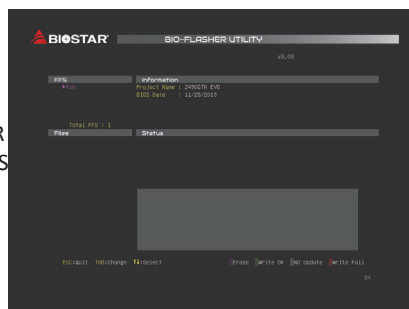 BIOSTAR
BIO-FLASHER UTILITY
v3.03
FPS
Information
Project Name : Z490GTA EVO
BIOS Date : 11/28/2019
Total FPS : 1
Files
Status
ESC:Quit TAB:Change ↑↓:Select
Erase Write OK NO Update Write Fail
R
S